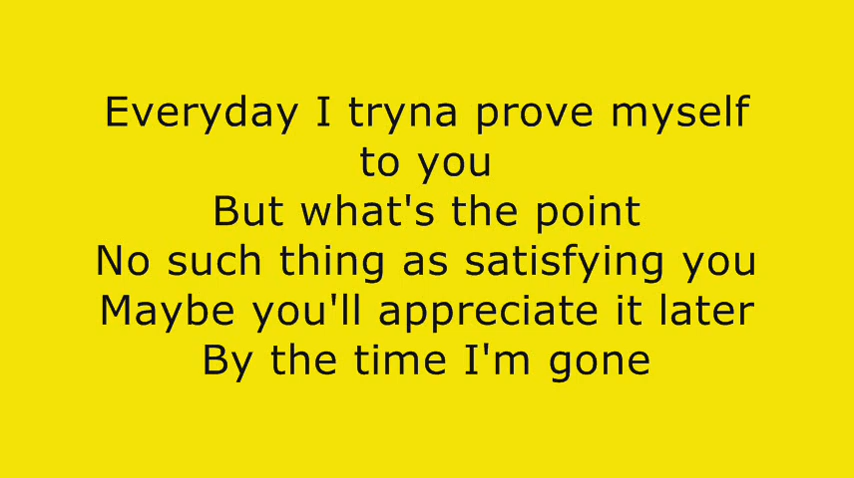 Everyday I tryna prove myself
to you
But what's the point
No such thing as satisfying you
Maybe you'll appreciate it later
By the time I'm gone